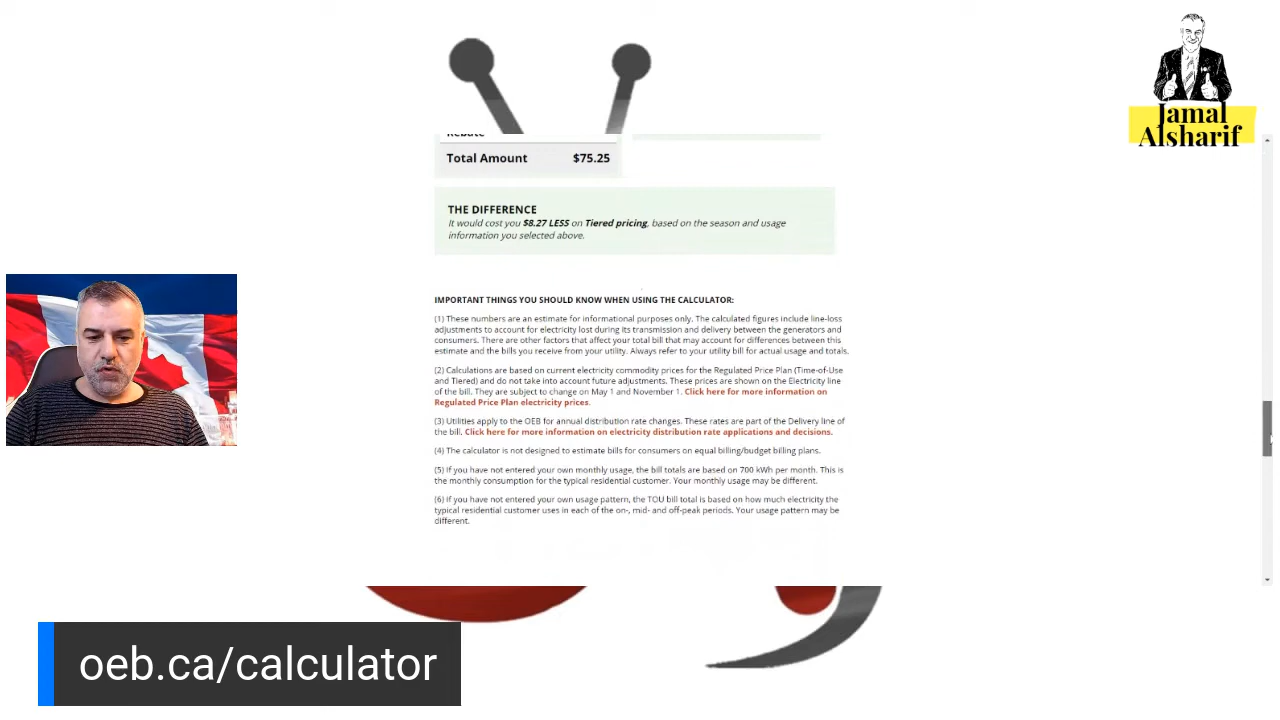 Jamal
Alsharif
Rebate
Total Amount $75.25
THE DIFFERENCE
It would cost you $8.27 LESS on Tiered pricing, based on the season and usage
information you selected above.
IMPORTANT THINGS YOU SHOULD KNOW WHEN USING THE CALCULATOR:
(1) These numbers are an estimate for informational purposes only. The calculated figures include line-loss
adjustments to account for electricity lost during its transmission and delivery between the generators and
consumers. There are other factors that affect your total bill that may account for differences between this
estimate and the bills you receive from your utility. Always refer to your utility bill for actual usage and totals.
(2) Calculations are based on current electricity commodity prices for the Regulated Price Plan (Time-of-Use
and Tiered) and do not take into account future adjustments. These prices are shown on the Electricity line
of the bill. They are subject to change on May 1 and November 1. Click here for more information on
Regulated Price Plan electricity prices.
(3) Utilities apply to the OEB for annual distribution rate changes. These rates are part of the Delivery line of
the bill. Click here for more information on electricity distribution rate applications and decisions.
(4) The calculator is not designed to estimate bills for consumers on equal billing/budget billing plans.
(5) If you have not entered your own monthly usage, the bill totals are based on 700 kWh per month. This is
the monthly consumption for the typical residential customer. Your monthly usage may be different.
(6) If you have not entered your own usage pattern, the TOU bill total is based on how much electricity the
typical residential customer uses in each of the on-, mid- and off-peak periods. Your usage pattern may be
different.
oeb.ca/calculator